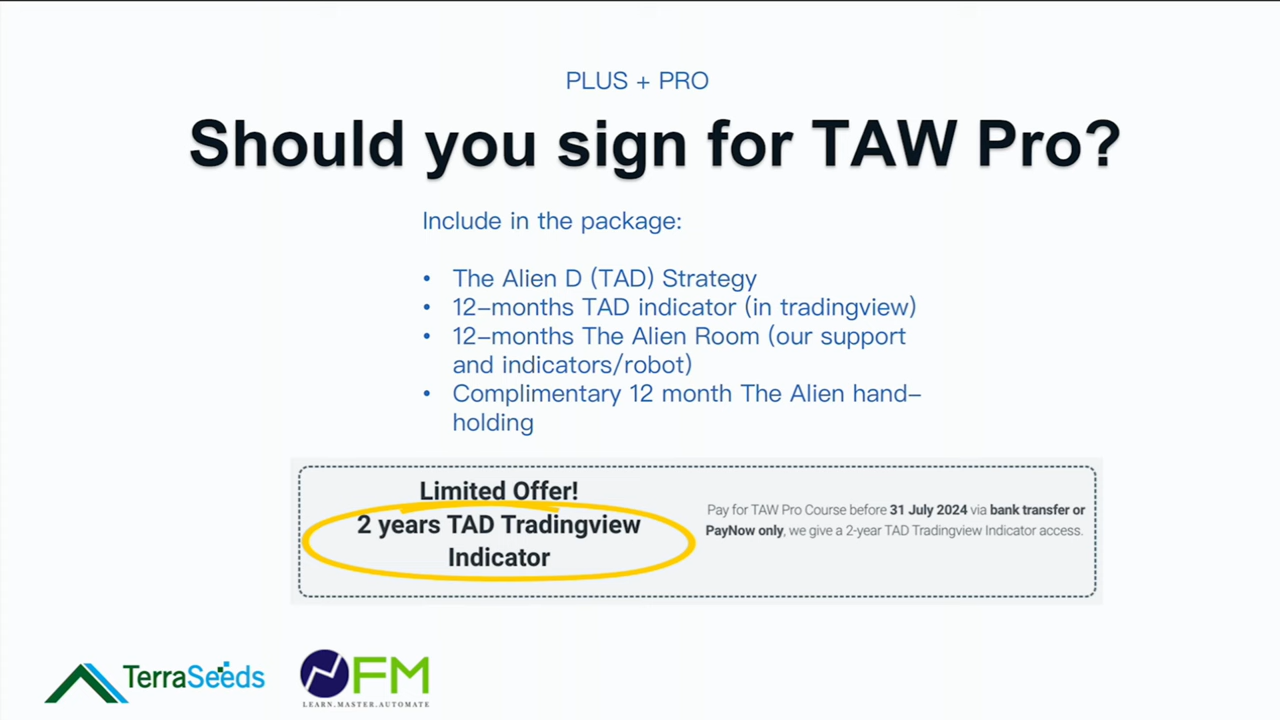 PLUS + PRO
Should you sign for TAW Pro?
Include in the package:
• The Alien D (TAD) Strategy
• 12-months TAD indicator (in tradingview)
• 12-months The Alien Room (our support
and indicators/robot)
• Complimentary 12 month The Alien hand-
holding
Limited Offer!
2 years TAD Tradingview
Indicator
Pay for TAW Pro Course before 31 July 2024 via bank transfer or
PayNow only, we give a 2-year TAD Tradingview Indicator access.
TerraSeeds
FM
LEARN.MASTER.AUTOMATE